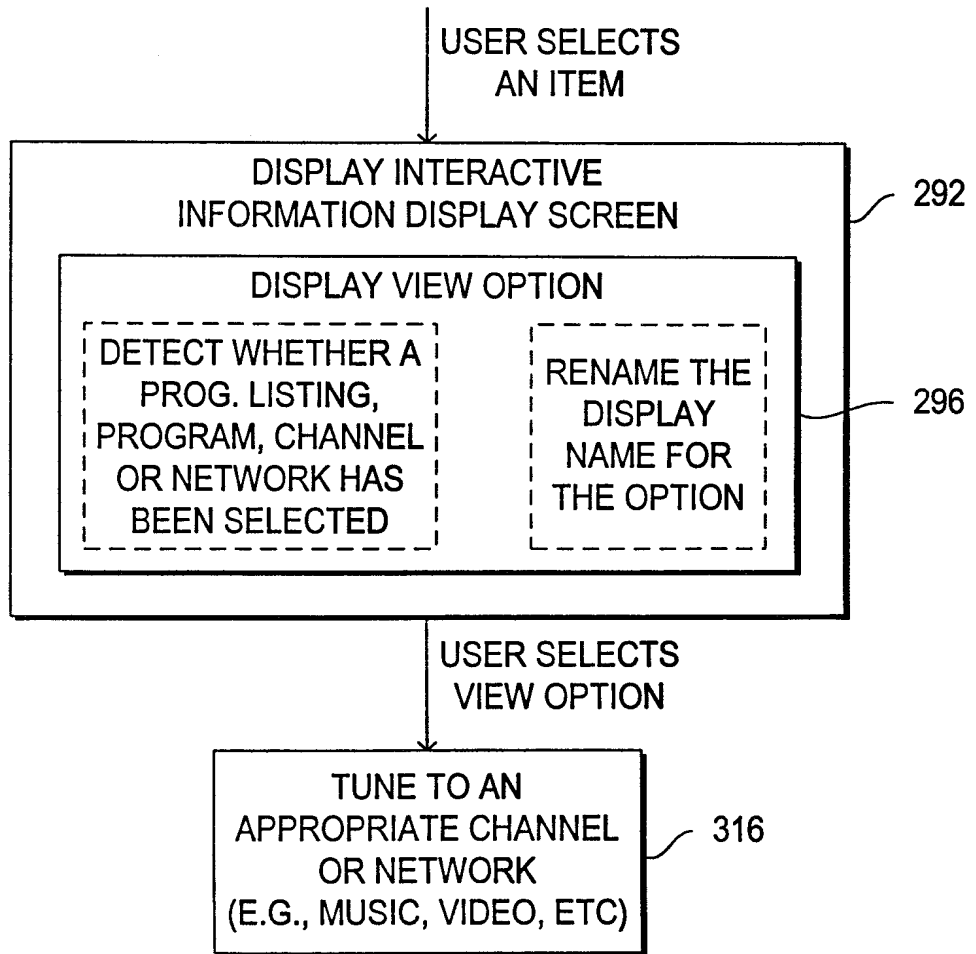 USER SELECTS
AN ITEM
DISPLAY INTERACTIVE
INFORMATION DISPLAY SCREEN
292
DISPLAY VIEW OPTION
DETECT WHETHER A
PROG. LISTING,
PROGRAM, CHANNEL
OR NETWORK HAS
BEEN SELECTED
RENAME THE
DISPLAY
NAME FOR
THE OPTION
296
USER SELECTS
VIEW OPTION
TUNE TO AN
APPROPRIATE CHANNEL
OR NETWORK
(E.G., MUSIC, VIDEO, ETC)
316